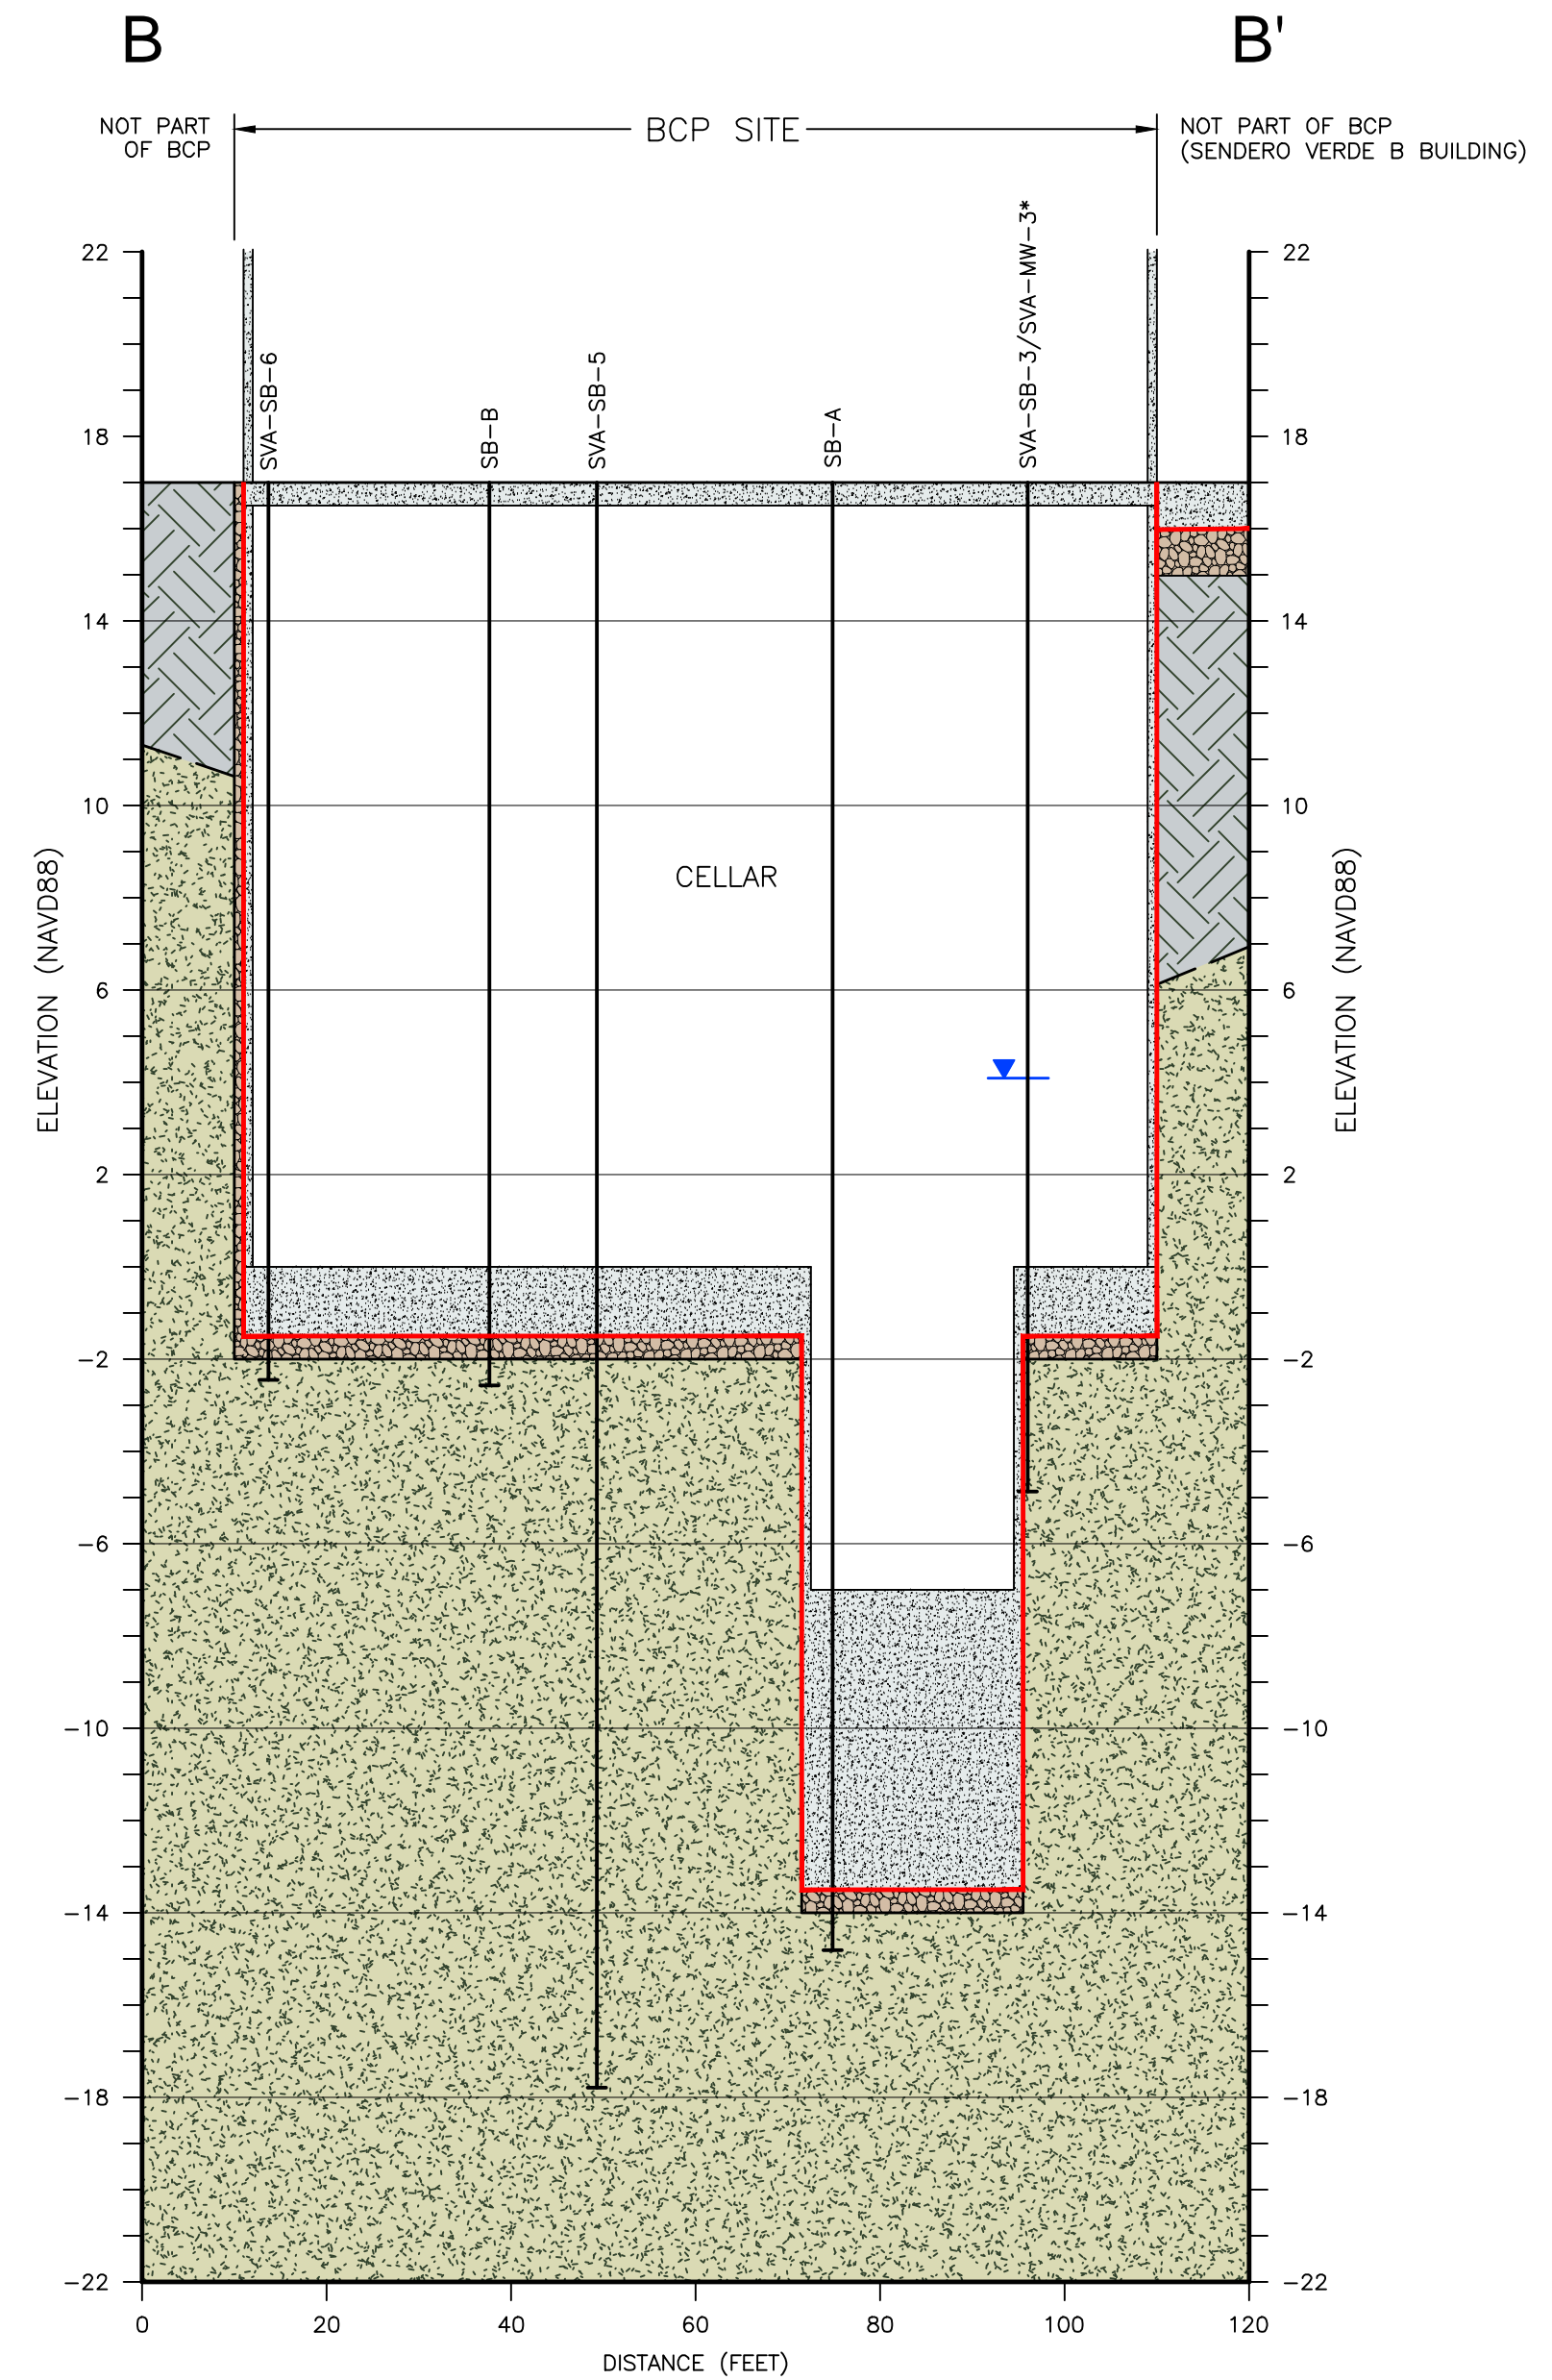 B
B'
NOT PART
OF BCP
BCP SITE
NOT PART OF BCP
(SENDERO VERDE B BUILDING)
SVA-SB-6
SB-B
SVA-SB-5
SB-A
SVA-SB-3/SVA-MW-3*
22
18
14
10
6
2
-2
-6
-10
-14
-18
-22
ELEVATION (NAVD88)
CELLAR
22
18
14
10
6
2
-2
-6
-10
-14
-18
-22
ELEVATION (NAVD88)
0
20
40
60
80
100
120
DISTANCE (FEET)